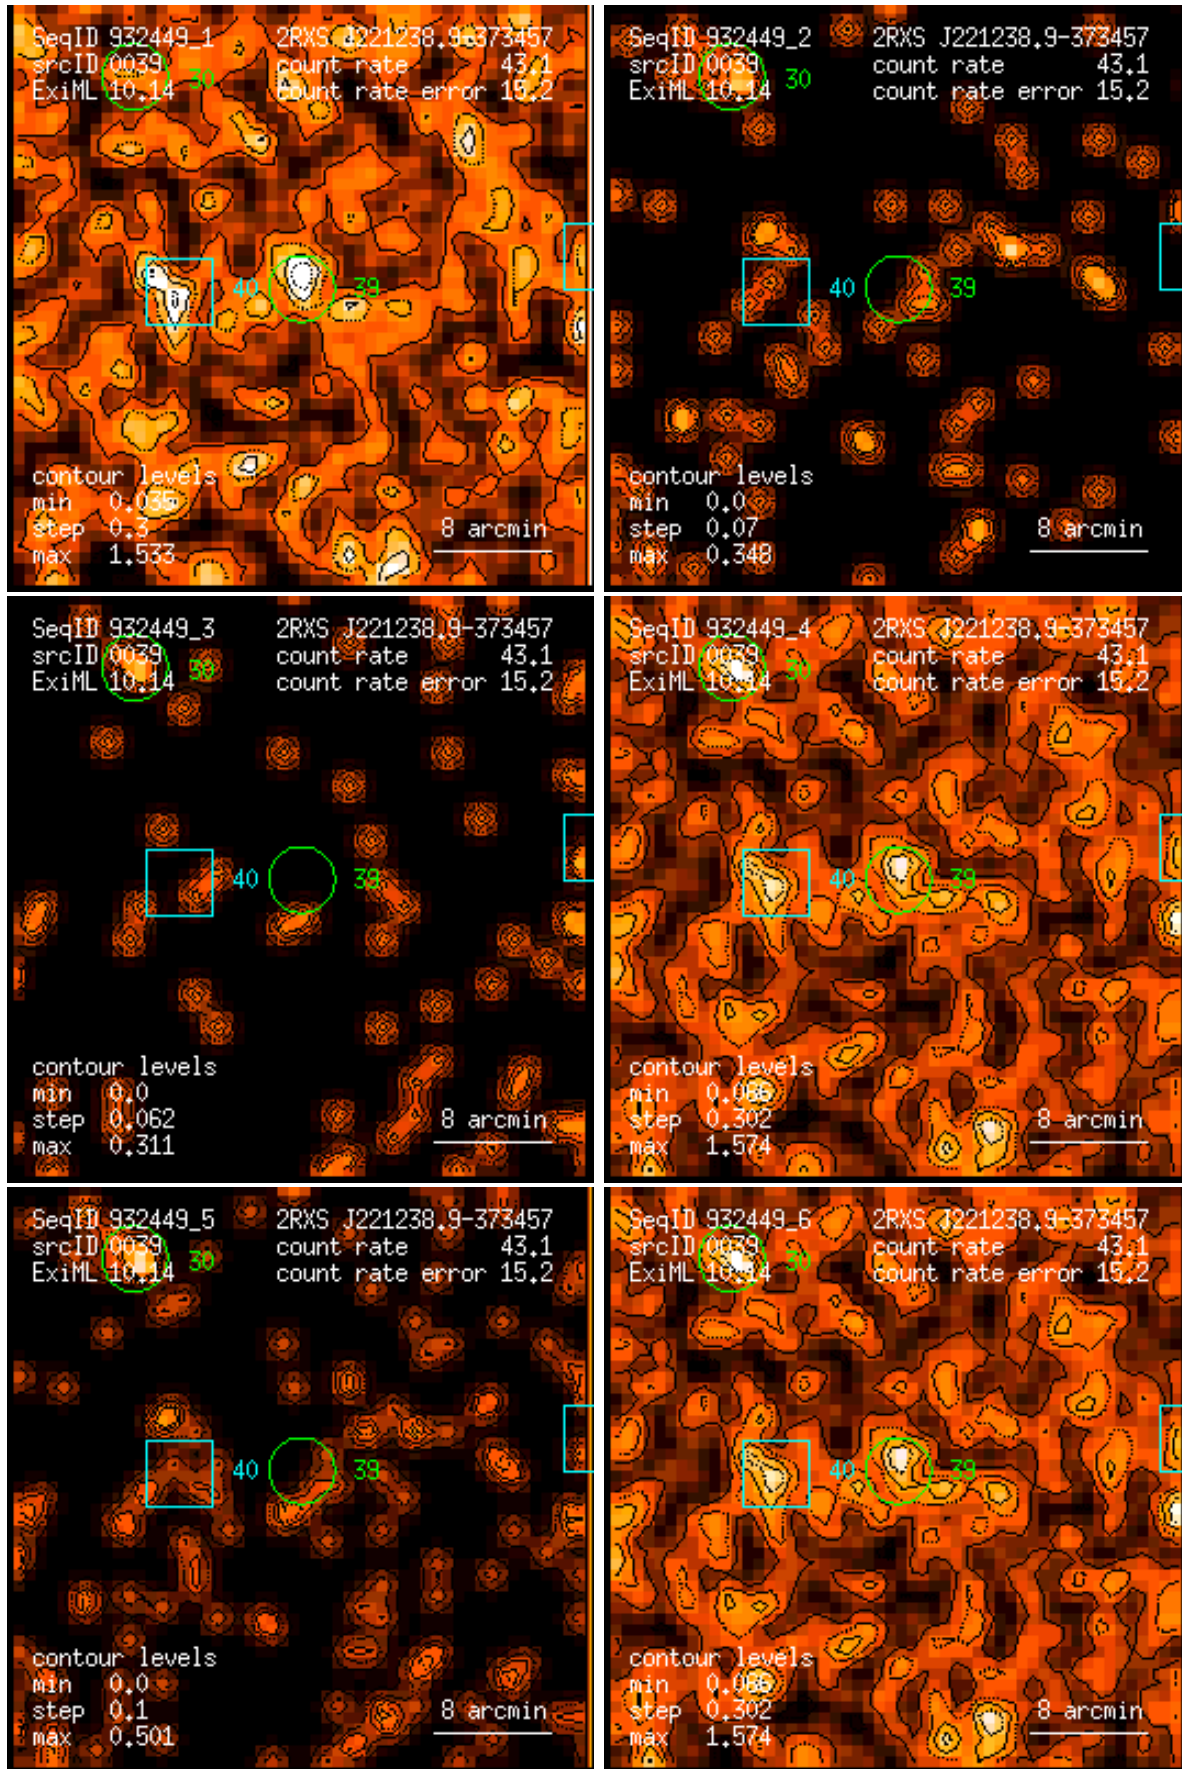 SeqID 932449_1 2RXS J221238.9-373457
srcID 0039 count rate 43.1
ExiML 10.14 count rate error 15.2
30
40 39
contour levels
min 0.035
step 0.3
max 1.533
8 arcmin
SeqID 932449_2 2RXS J221238.9-373457
srcID 0039 count rate 43.1
ExiML 10.14 count rate error 15.2
30
40 39
contour levels
min 0.0
step 0.07
max 0.348
8 arcmin
SeqID 932449_3 2RXS J221238.9-373457
srcID 0039 count rate 43.1
ExiML 10.14 count rate error 15.2
30
40 39
contour levels
min 0.0
step 0.062
max 0.311
8 arcmin
SeqID 932449_4 2RXS J221238.9-373457
srcID 0039 count rate 43.1
ExiML 10.14 count rate error 15.2
30
40 39
contour levels
min 0.066
step 0.302
max 1.574
8 arcmin
SeqID 932449_5 2RXS J221238.9-373457
srcID 0039 count rate 43.1
ExiML 10.14 count rate error 15.2
30
40 39
contour levels
min 0.0
step 0.1
max 0.501
8 arcmin
SeqID 932449_6 2RXS J221238.9-373457
srcID 0039 count rate 43.1
ExiML 10.14 count rate error 15.2
30
40 39
contour levels
min 0.066
step 0.302
max 1.574
8 arcmin